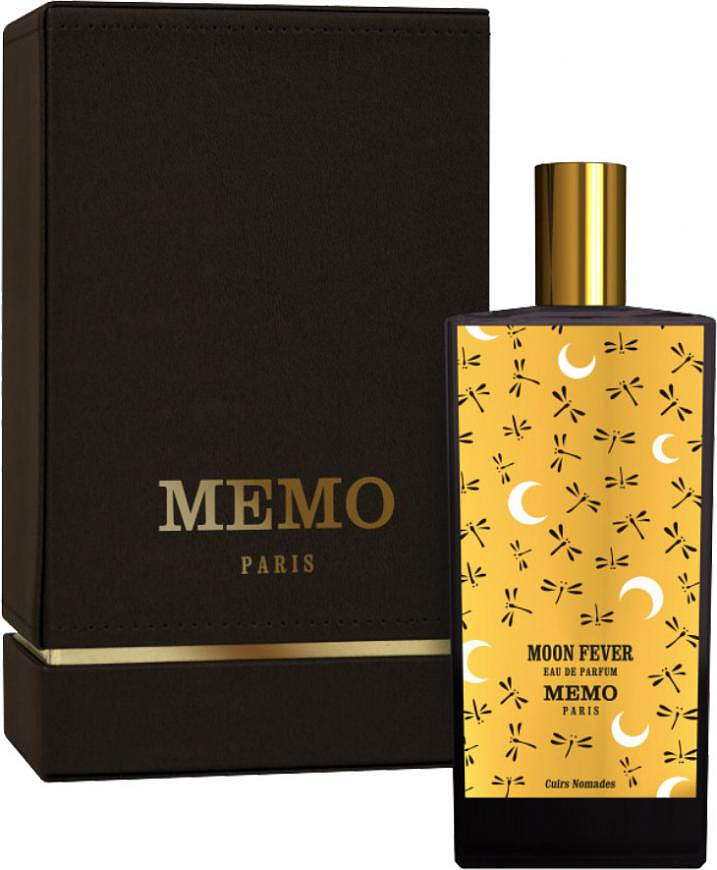 MEMO
PARIS
MOON FEVER
EAU DE PARFUM
MEMO
PARIS
Cuirs Nomades